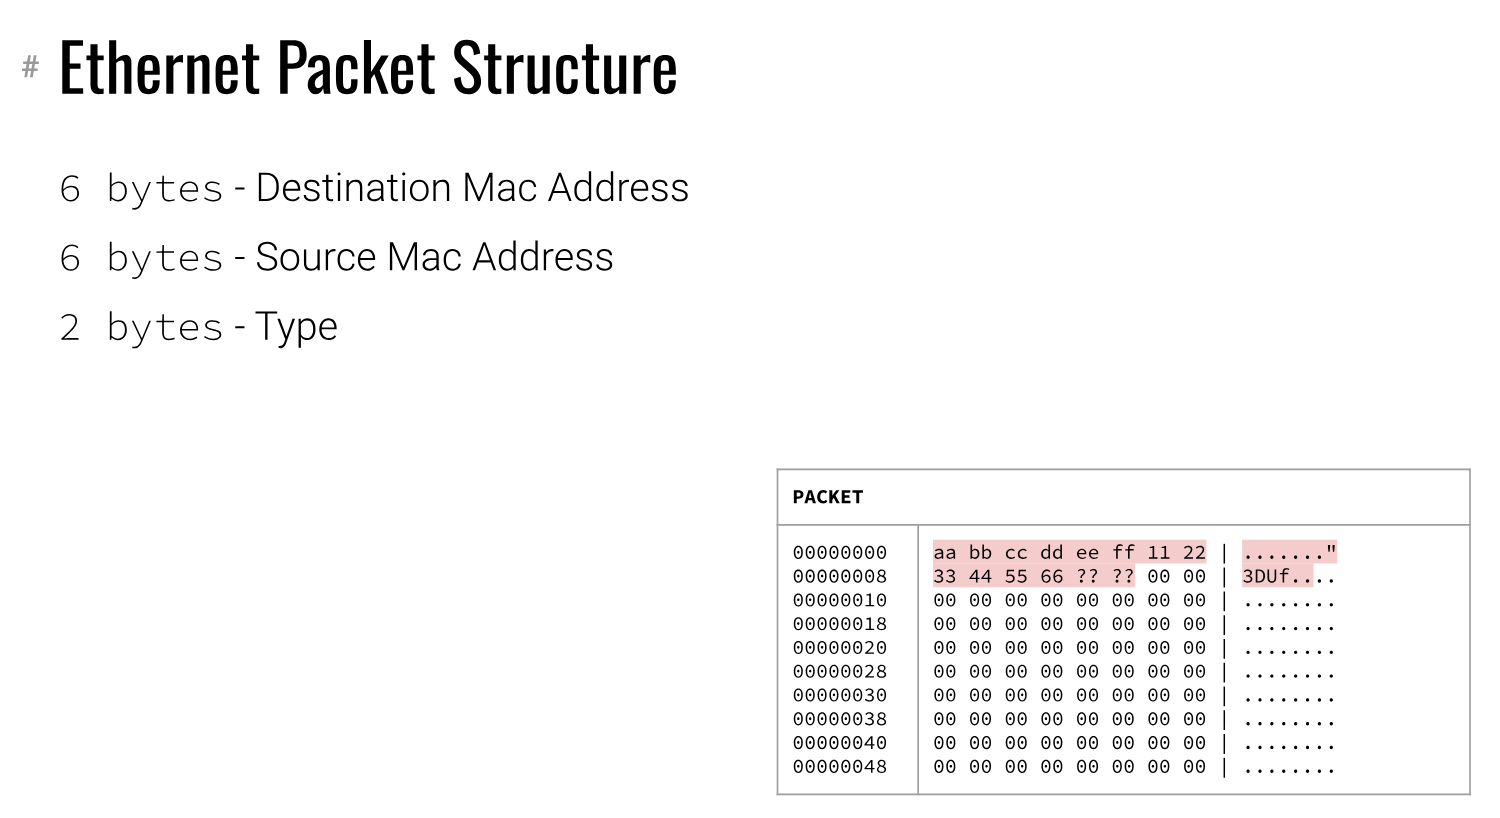 # Ethernet Packet Structure
6 bytes - Destination Mac Address
6 bytes - Source Mac Address
2 bytes - Type
PACKET
00000000 aa bb cc dd ee ff 11 22 | ......."
00000008 33 44 55 66 ?? ?? 00 00 | 3DUf....
00000010 00 00 00 00 00 00 00 00 | ........
00000018 00 00 00 00 00 00 00 00 | ........
00000020 00 00 00 00 00 00 00 00 | ........
00000028 00 00 00 00 00 00 00 00 | ........
00000030 00 00 00 00 00 00 00 00 | ........
00000038 00 00 00 00 00 00 00 00 | ........
00000040 00 00 00 00 00 00 00 00 | ........
00000048 00 00 00 00 00 00 00 00 | ........